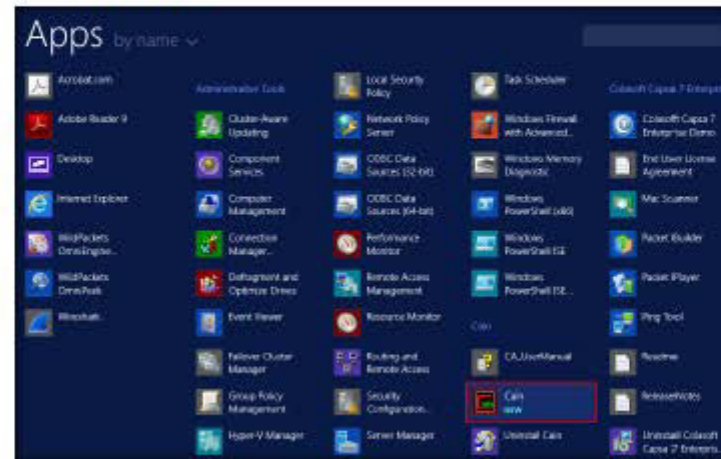 Apps by name
Acrobat.com
Adobe Reader 9
Desktop
Internet Explorer
WildPackets
OmniEngine...
WildPackets
OmniPeek
Wireshark
Administrative Tools
Cluster-Aware
Updating
Component
Services
Computer
Management
Connection
Manager...
Defragment and
Optimize Drives
Event Viewer
Failover Cluster
Manager
Group Policy
Management
Hyper-V Manager
Local Security
Policy
Network Policy
Server
ODBC Data
Sources (32-bit)
ODBC Data
Sources (64-bit)
Performance
Monitor
Remote Access
Management
Resource Monitor
Routing and
Remote Access
Security
Configuration...
Server Manager
Task Scheduler
Windows Firewall
with Advanced...
Windows Memory
Diagnostic
Windows
PowerShell (x86)
Windows
PowerShell ISE
Windows
PowerShell ISE...
Cain
CA_UserManual
Cain
NEW
Uninstall Cain
Colasoft Capsa 7 Enterpris
Colasoft Capsa 7
Enterprise Demo
End User License
Agreement
Mac Scanner
Packet Builder
Packet Player
Ping Tool
Readme
ReleaseNotes
Uninstall Colasoft
Capsa 7 Enterpris